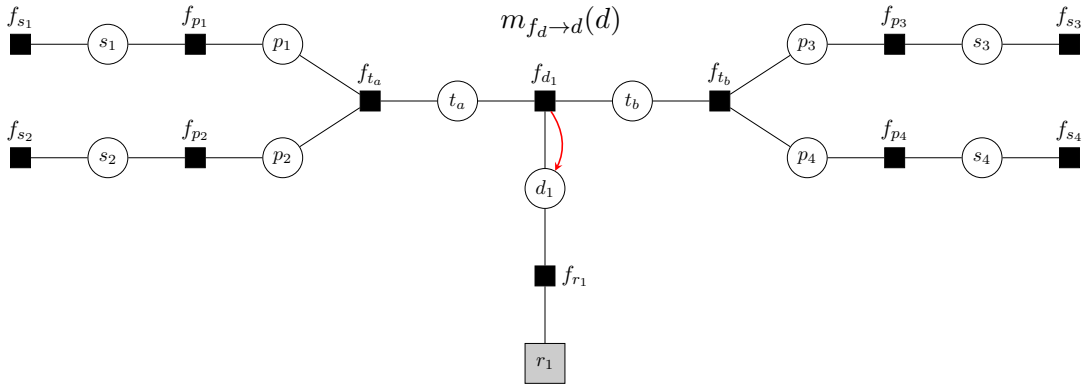 f_{s_1} f_{p_1} m_{f_d→d}(d) f_{p_3} f_{s_3}
s_1 p_1 p_3 s_3
f_{t_a} f_{d_1} f_{t_b}
t_a t_b
f_{s_2} f_{p_2} f_{p_4} f_{s_4}
s_2 p_2 p_4 s_4
d_1
f_{r_1}
r_1